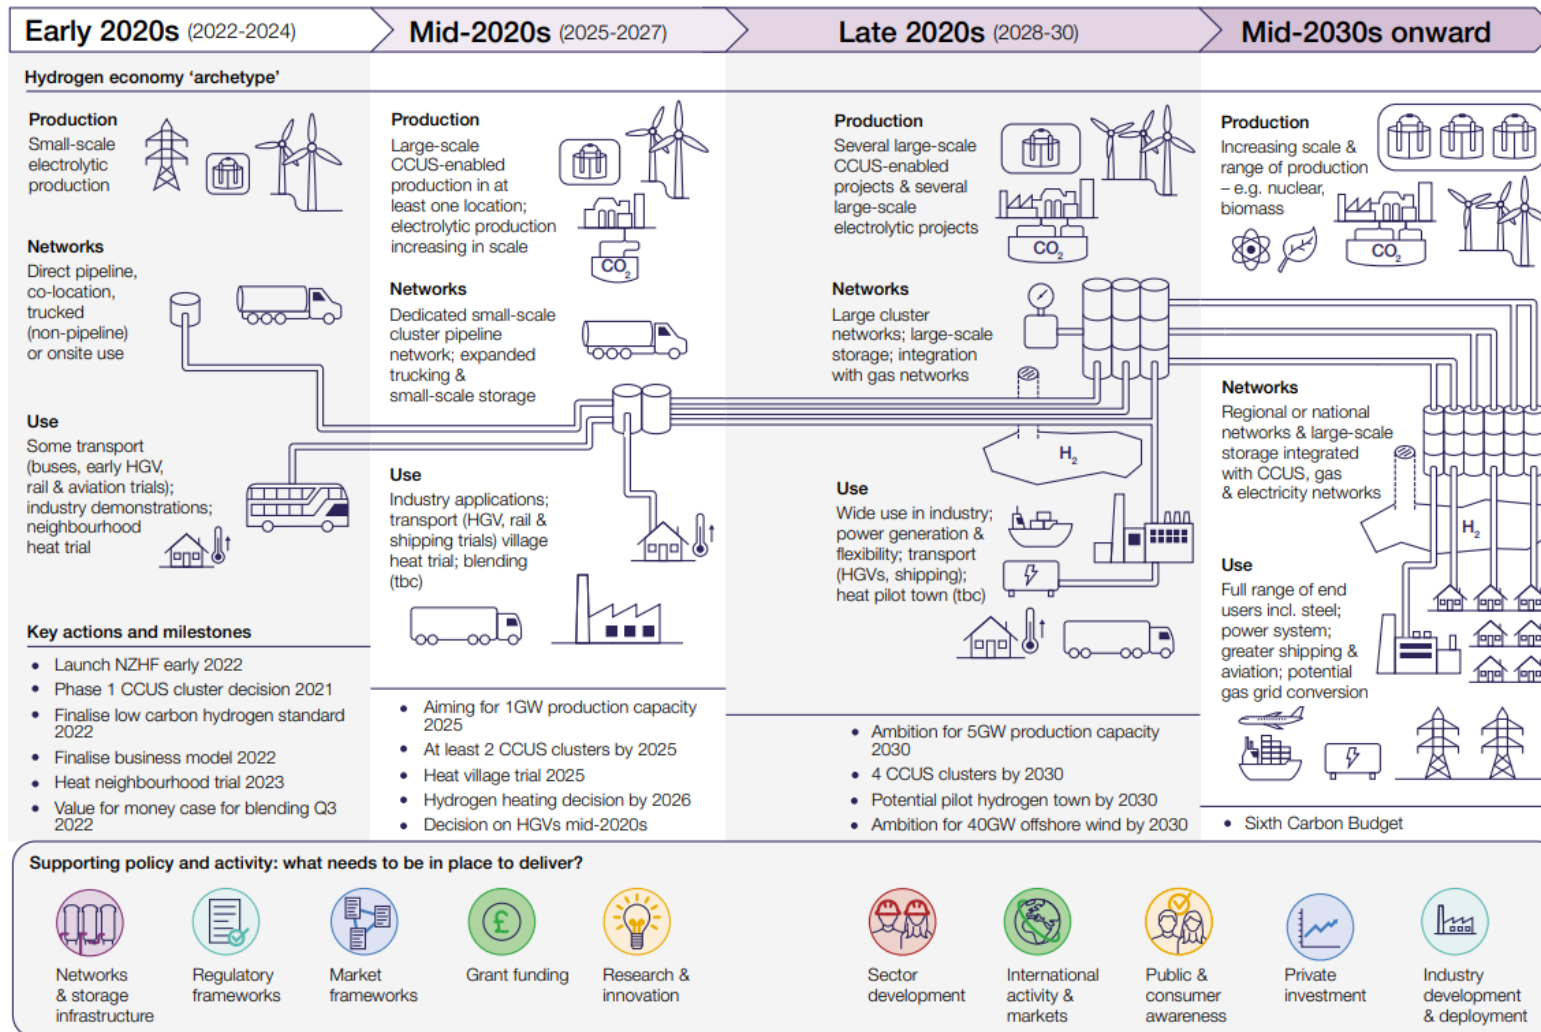 Early 2020s (2022-2024)
Mid-2020s (2025-2027)
Late 2020s (2028-30)
Mid-2030s onward
Hydrogen economy ‘archetype’
Production
Small-scale
electrolytic
production
Networks
Direct pipeline,
co-location,
trucked
(non-pipeline)
or onsite use
Use
Some transport
(buses, early HGV,
rail & aviation trials);
industry demonstrations;
neighbourhood
heat trial
Key actions and milestones
• Launch NZHF early 2022
• Phase 1 CCUS cluster decision 2021
• Finalise low carbon hydrogen standard
2022
• Finalise business model 2022
• Heat neighbourhood trial 2023
• Value for money case for blending Q3
2022
Production
Large-scale
CCUS-enabled
production in at
least one location;
electrolytic production
increasing in scale
CO₂
Networks
Dedicated small-scale
cluster pipeline
network; expanded
trucking &
small-scale storage
Use
Industry applications;
transport (HGV, rail &
shipping trials) village
heat trial; blending
(tbc)
• Aiming for 1GW production capacity
2025
• At least 2 CCUS clusters by 2025
• Heat village trial 2025
• Hydrogen heating decision by 2026
• Decision on HGVs mid-2020s
Production
Several large-scale
CCUS-enabled
projects & several
large-scale
electrolytic projects
CO₂
Networks
Large cluster
networks; large-scale
storage; integration
with gas networks
H₂
Use
Wide use in industry;
power generation &
flexibility; transport
(HGVs, shipping);
heat pilot town (tbc)
• Ambition for 5GW production capacity
2030
• 4 CCUS clusters by 2030
• Potential pilot hydrogen town by 2030
• Ambition for 40GW offshore wind by 2030
Production
Increasing scale &
range of production
– e.g. nuclear,
biomass
CO₂
Networks
Regional or national
networks & large-scale
storage integrated
with CCUS, gas
& electricity networks
H₂
Use
Full range of end
users incl. steel;
power system;
greater shipping &
aviation; potential
gas grid conversion
• Sixth Carbon Budget
Supporting policy and activity: what needs to be in place to deliver?
£
Networks
& storage
infrastructure
Regulatory
frameworks
Market
frameworks
Grant funding
Research &
innovation
Sector
development
International
activity &
markets
Public &
consumer
awareness
Private
investment
Industry
development
& deployment